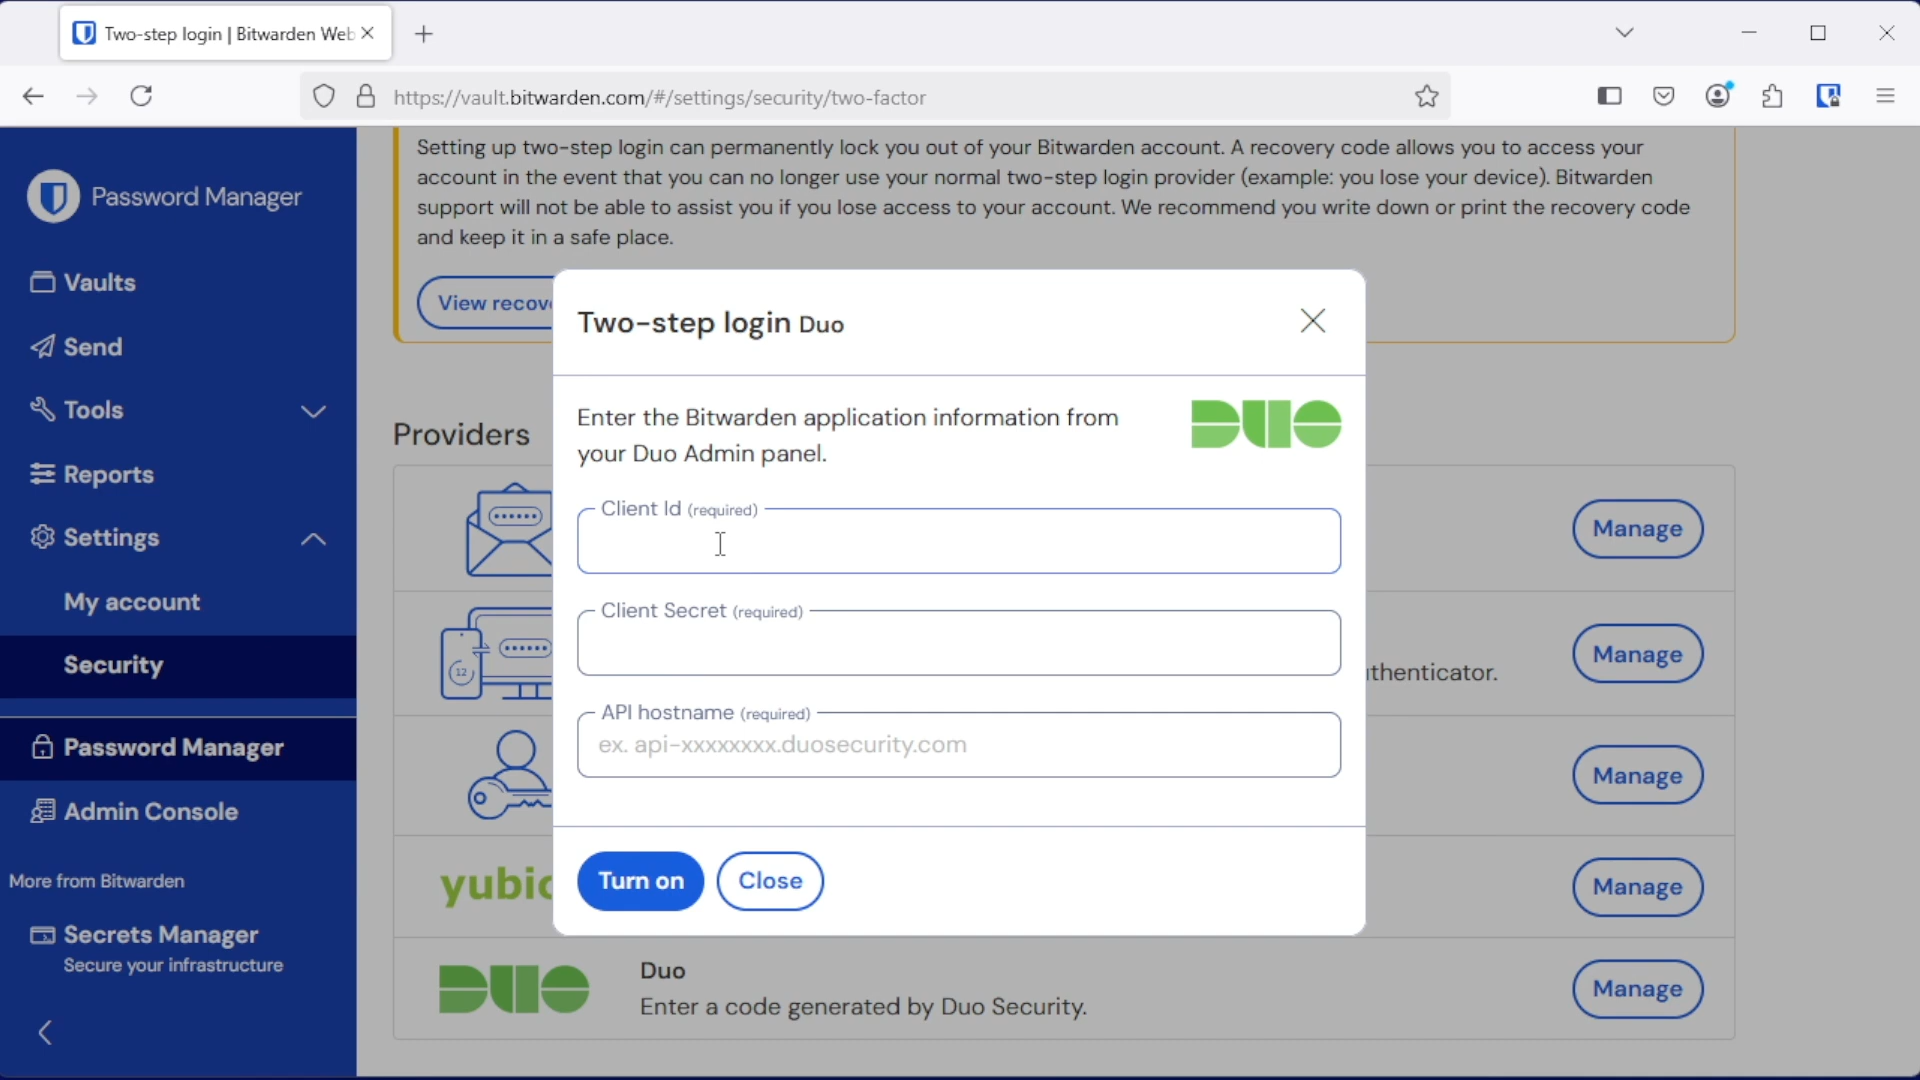 Two-step login | Bitwarden Web
https://vault.bitwarden.com/#/settings/security/two-factor
Password Manager
Vaults
Send
Tools
Reports
Settings
My account
Security
Password Manager
Admin Console
More from Bitwarden
Secrets Manager
Secure your infrastructure
Setting up two-step login can permanently lock you out of your Bitwarden account. A recovery code allows you to access your
account in the event that you can no longer use your normal two-step login provider (example: you lose your device). Bitwarden
support will not be able to assist you if you lose access to your account. We recommend you write down or print the recovery code
and keep it in a safe place.
View recov
Providers
Two-step login Duo
Enter the Bitwarden application information from
your Duo Admin panel.
DUO
Client Id (required)
Client Secret (required)
API hostname (required)
ex. api-xxxxxxxx.duosecurity.com
Turn on
Close
Manage
12
thenticator.
Manage
Manage
yubic
Manage
DUO
Duo
Enter a code generated by Duo Security.
Manage